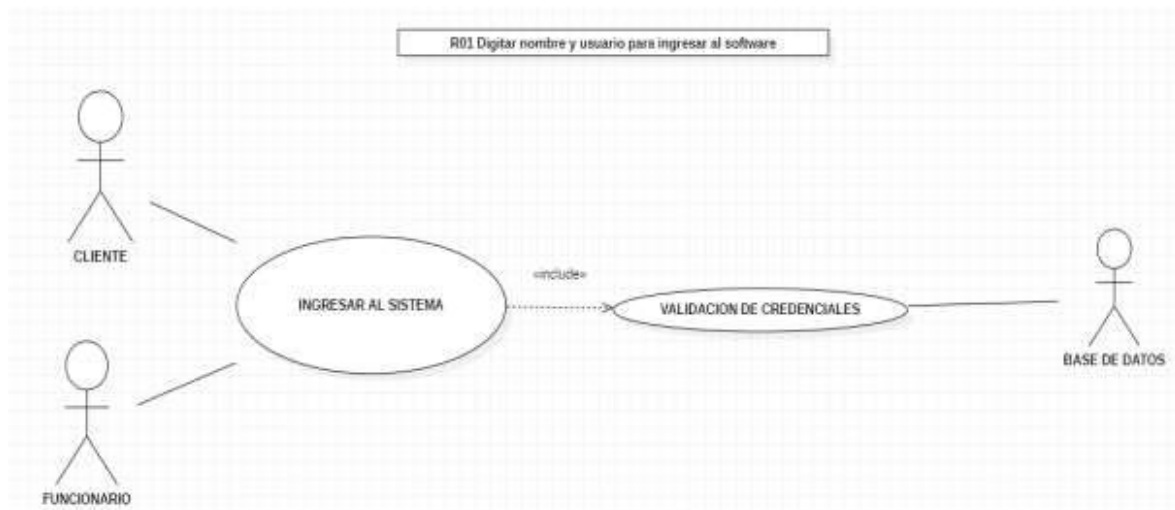 R01 Digitar nombre y usuario para ingresar al software
CLIENTE
INGRESAR AL SISTEMA
«include»
VALIDACION DE CREDENCIALES
BASE DE DATOS
FUNCIONARIO